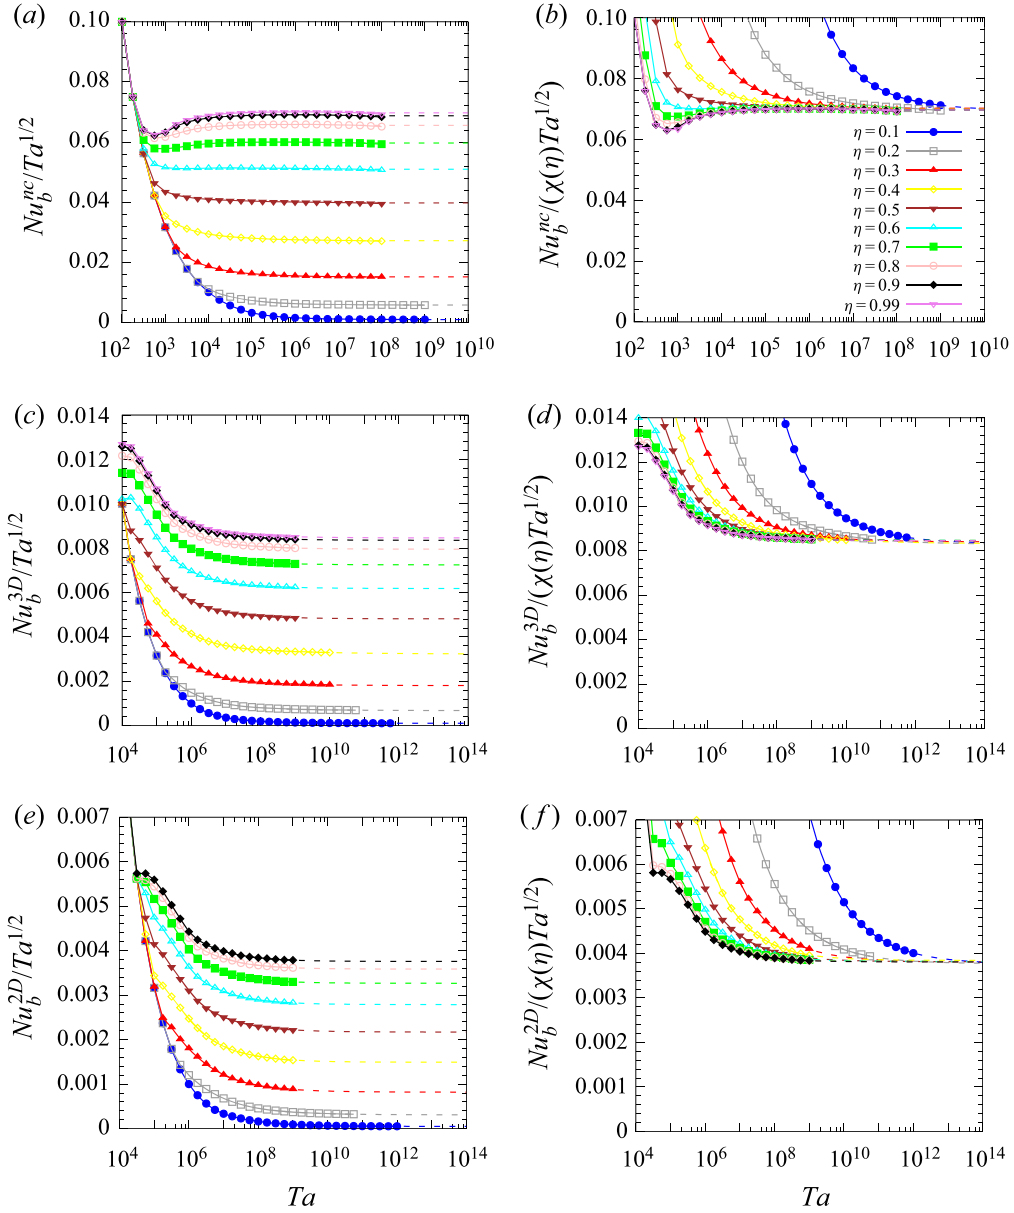 (a)
0.10
0.080
0.060
0.040
0.020
0
Nu_b^{nc}/Ta^{1/2}
10^2 10^3 10^4 10^5 10^6 10^7 10^8 10^9 10^{10}
(b)
0.10
0.080
0.060
0.04
0.02
0
Nu_b^{nc}/(χ(η)Ta^{1/2})
η = 0.1
η = 0.2
η = 0.3
η = 0.4
η = 0.5
η = 0.6
η = 0.7
η = 0.8
η = 0.9
η = 0.99
10^2 10^3 10^4 10^5 10^6 10^7 10^8 10^9 10^{10}
(c)
0.014
0.012
0.010
0.008
0.006
0.004
0.002
0
Nu_b^{3D}/Ta^{1/2}
10^4 10^6 10^8 10^{10} 10^{12} 10^{14}
(d)
0.014
0.012
0.010
0.008
0.006
0.004
0.002
0
Nu_b^{3D}/(χ(η)Ta^{1/2})
10^4 10^6 10^8 10^{10} 10^{12} 10^{14}
(e)
0.007
0.006
0.005
0.004
0.003
0.002
0.001
0
Nu_b^{2D}/Ta^{1/2}
10^4 10^6 10^8 10^{10} 10^{12} 10^{14}
Ta
(f)
0.007
0.006
0.005
0.004
0.003
0.002
0.001
0
Nu_b^{2D}/(χ(η)Ta^{1/2})
10^4 10^6 10^8 10^{10} 10^{12} 10^{14}
Ta